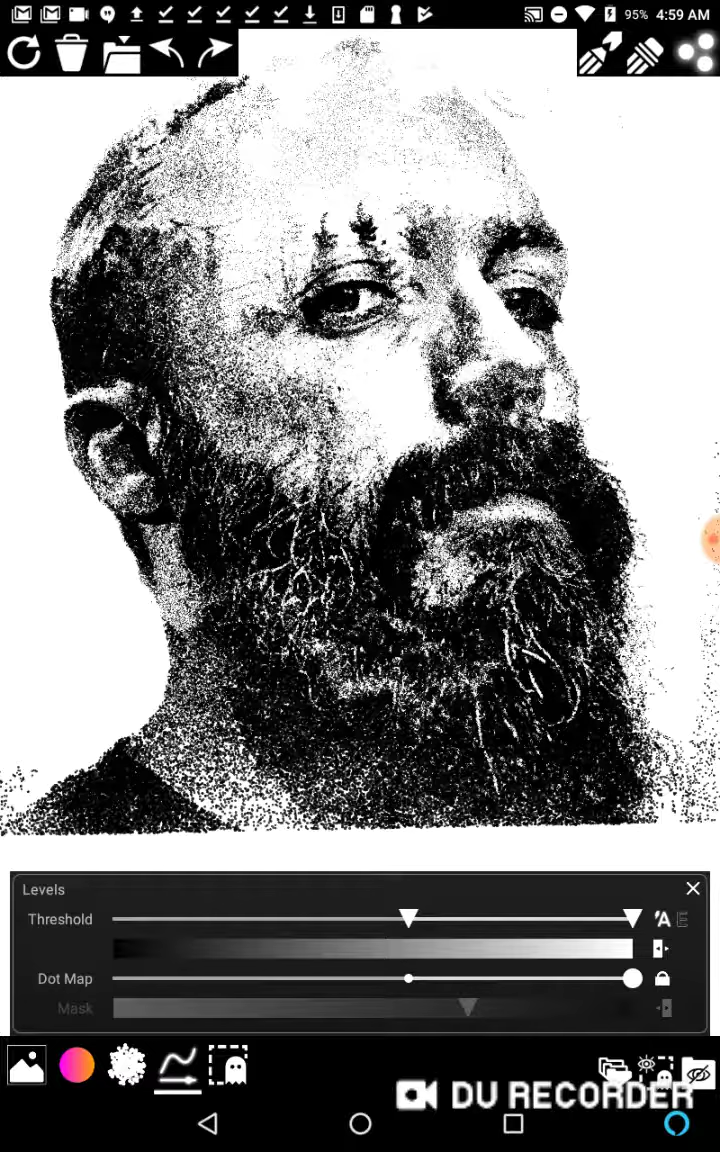 95% 4:59 AM
Levels
Threshold
A E
Dot Map
Mask
DU RECORDER